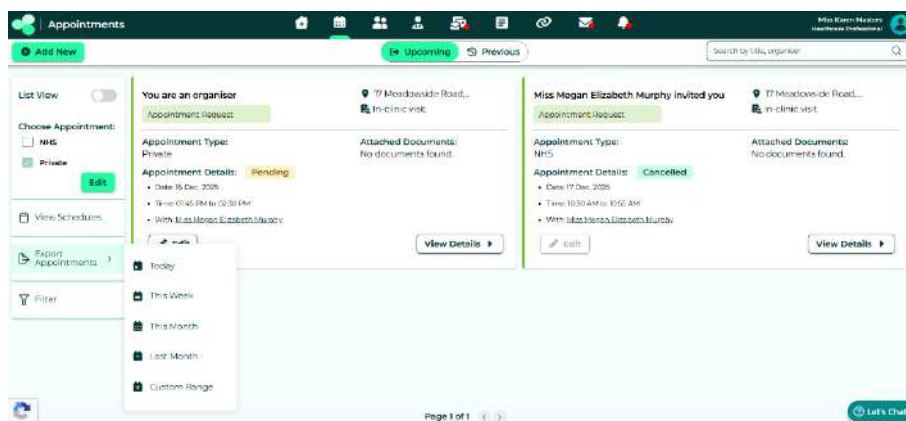 Appointments
Miss Karen Masters
Healthcare Professional
Add New
Upcoming
Previous
Search by title, organiser
List View
Choose Appointment:
NHS
Private
Edit
View Schedules
Export
Appointments
Filter
You are an organiser
Appointment Request
17 Meadowside Road,...
In-clinic visit
Appointment Type:
Private
Attached Documents:
No documents found.
Appointment Details: Pending
• Date: 16 Dec, 2025
• Time: 01:45 PM to 02:30 PM
• With: Miss Megan Elizabeth Murphy
Edit
View Details
Miss Megan Elizabeth Murphy invited you
Appointment Request
17 Meadowside Road,...
In-clinic visit
Appointment Type:
NHS
Attached Documents:
No documents found.
Appointment Details: Cancelled
• Date: 17 Dec, 2025
• Time: 10:30 AM to 10:55 AM
• With: Miss Megan Elizabeth Murphy
Edit
View Details
Today
This Week
This Month
Last Month
Custom Range
Page 1 of 1
Let's Chat